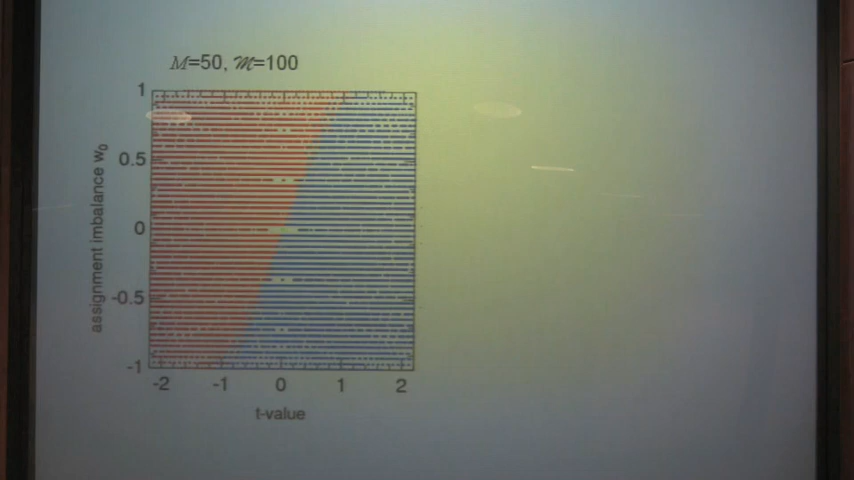 M=50, ℳ=100
1
0.5
0
-0.5
-1
assignment imbalance w₀
-2 -1 0 1 2
t-value